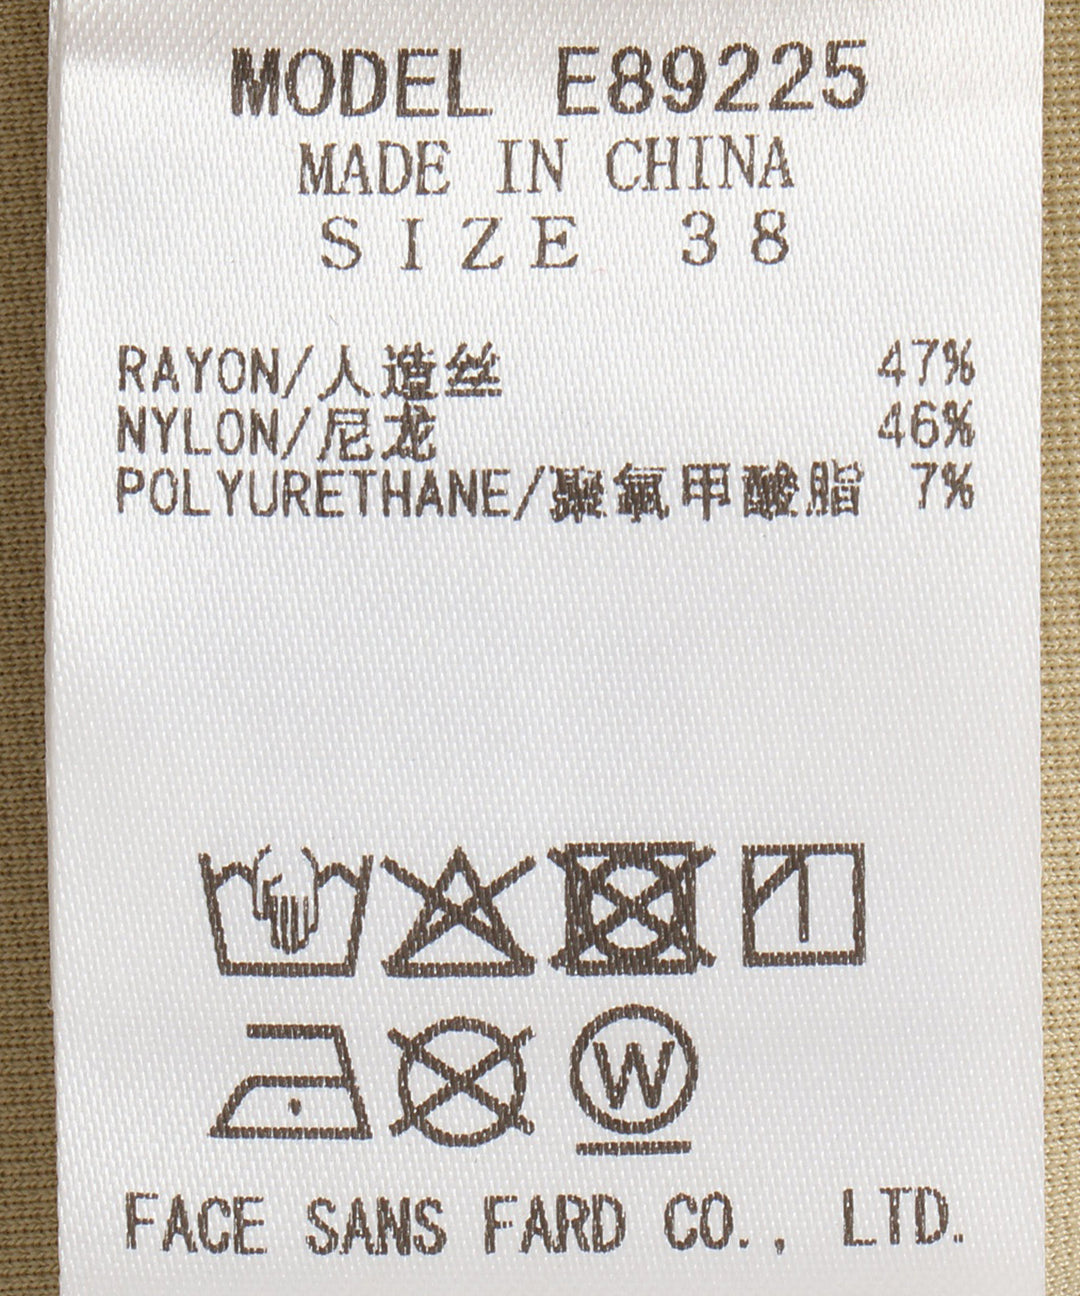 MODEL E89225
MADE IN CHINA
SIZE 38
RAYON/人造丝 47%
NYLON/尼龙 46%
POLYURETHANE/聚氨甲酸脂 7%
W
FACE SANS FARD CO., LTD.